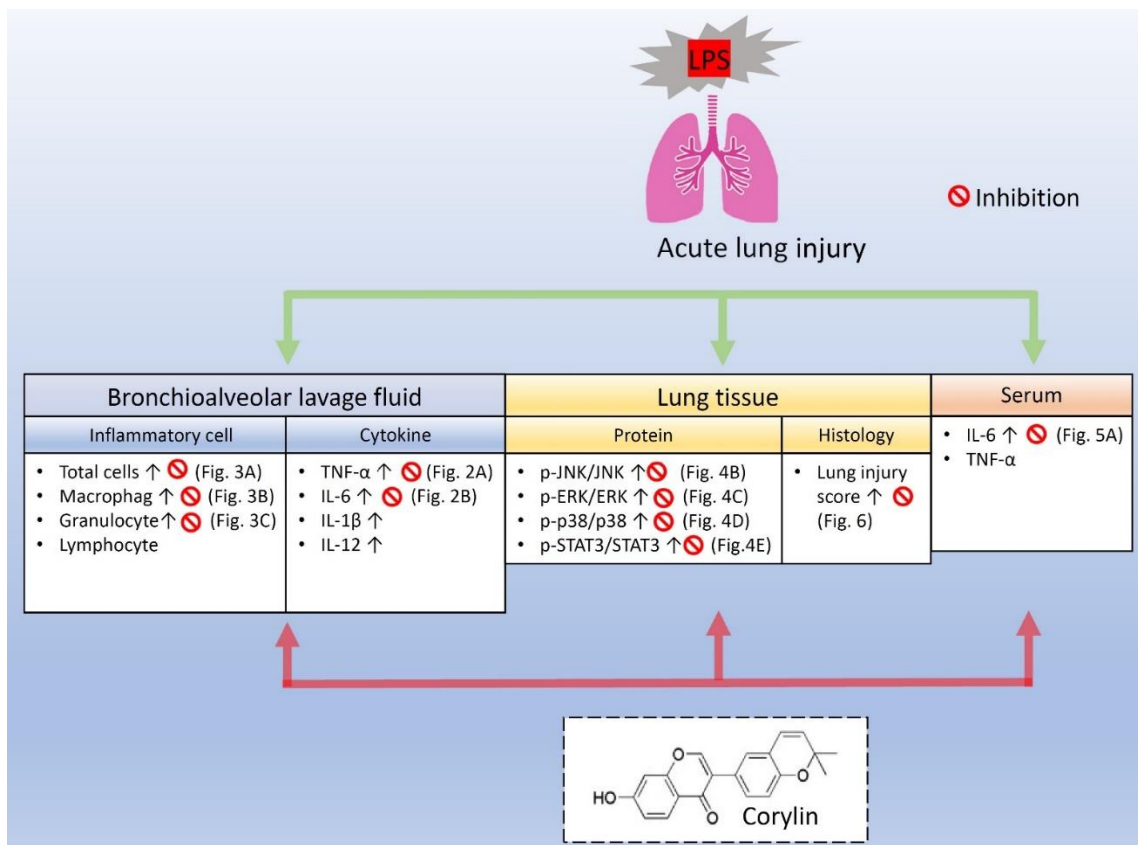 LPS
Inhibition
Acute lung injury
Bronchioalveolar lavage fluid
Lung tissue
Serum
Inflammatory cell
Cytokine
Protein
Histology
• Total cells ↑ (Fig. 3A)
• Macrophag ↑ (Fig. 3B)
• Granulocyte ↑ (Fig. 3C)
• Lymphocyte
• TNF-α ↑ (Fig. 2A)
• IL-6 ↑ (Fig. 2B)
• IL-1β ↑
• IL-12 ↑
• p-JNK/JNK ↑ (Fig. 4B)
• p-ERK/ERK ↑ (Fig. 4C)
• p-p38/p38 ↑ (Fig. 4D)
• p-STAT3/STAT3 ↑ (Fig.4E)
• Lung injury
score ↑
(Fig. 6)
• IL-6 ↑ (Fig. 5A)
• TNF-α
O
O
HO
O
Corylin